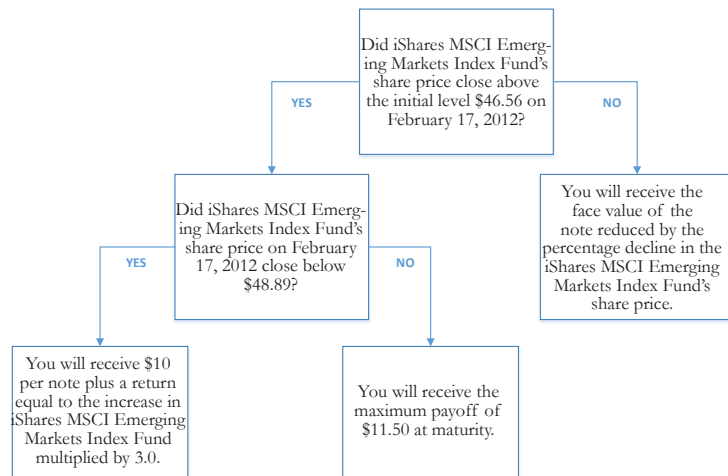 Did iShares MSCI Emerg-
ing Markets Index Fund's
share price close above
the initial level $46.56 on
February 17, 2012?
YES
NO
Did iShares MSCI Emerg-
ing Markets Index Fund's
share price on February
17, 2012 close below
$48.89?
You will receive the
face value of the
note reduced by the
percentage decline in the
iShares MSCI Emerging
Markets Index Fund's
share price.
YES
NO
You will receive $10
per note plus a return
equal to the increase in
iShares MSCI Emerging
Markets Index Fund
multiplied by 3.0.
You will receive the
maximum payoff of
$11.50 at maturity.